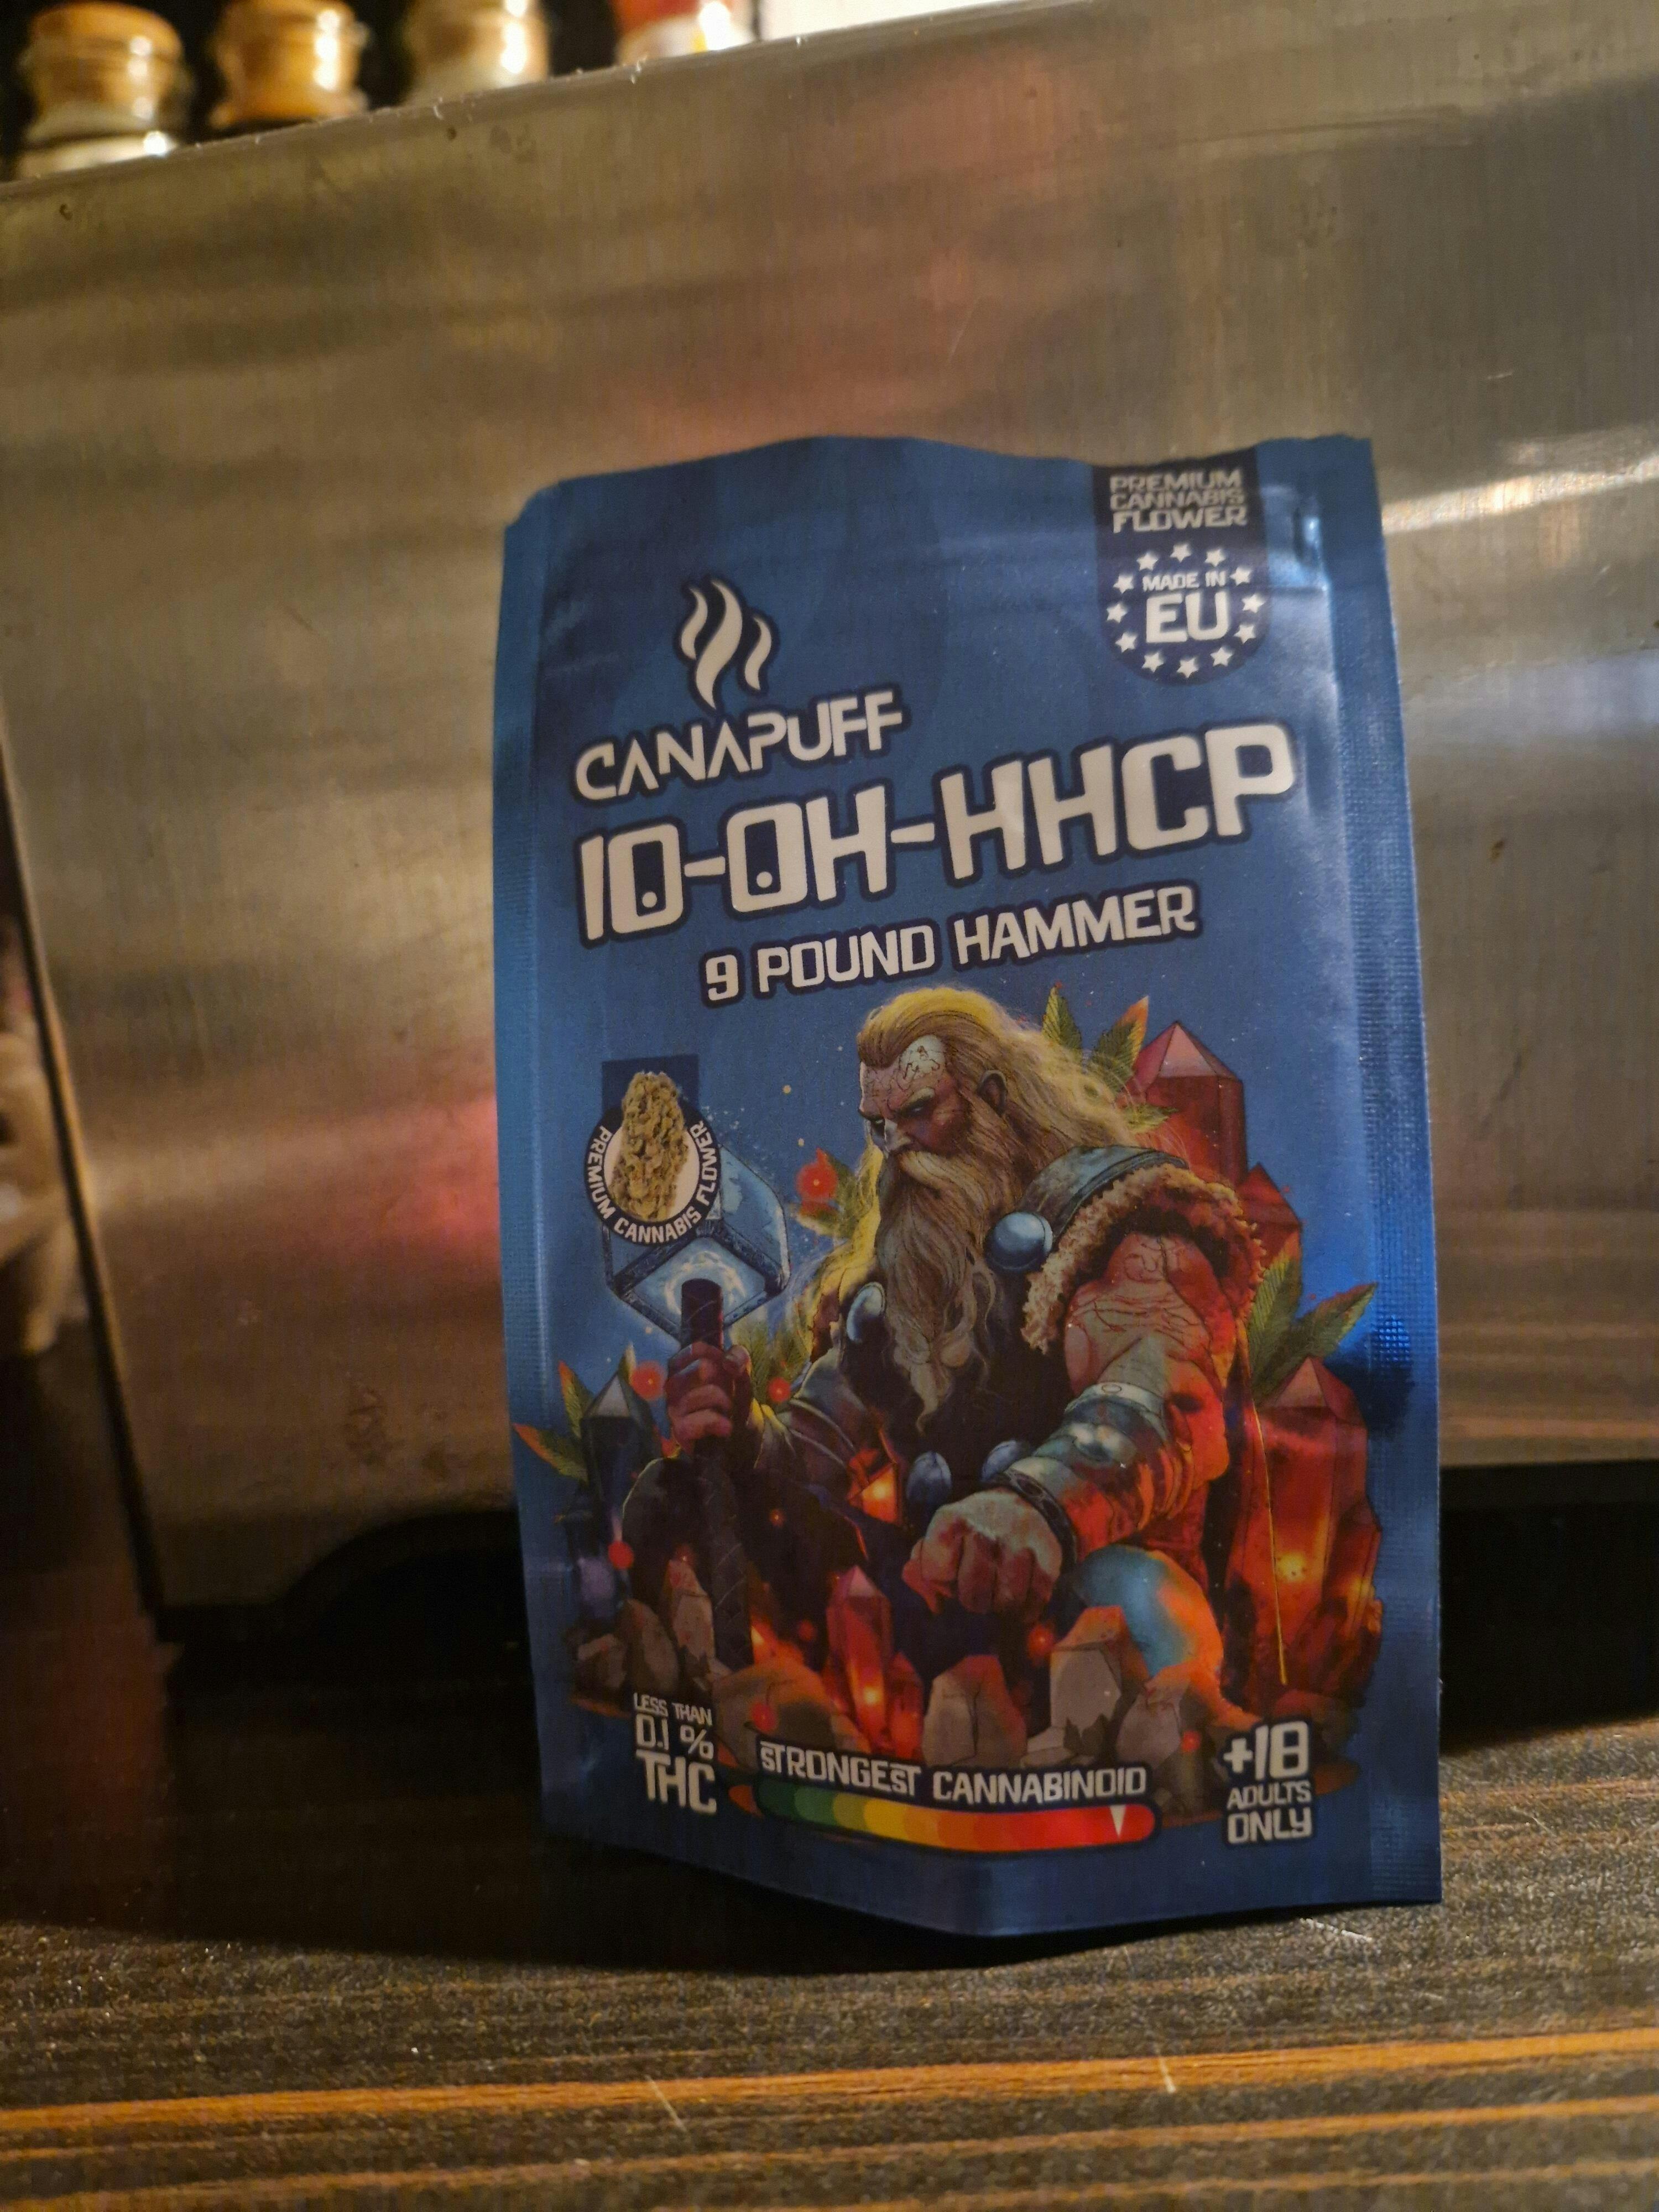 PREMIUM
CANNABIS
FLOWER
MADE IN
EU
CANAPUFF
10-OH-HHCP
9 POUND HAMMER
PREMIUM CANNABIS FLOWER
LESS THAN
0.1 %
THC
STRONGEST CANNABINOID
+18
ADULTS
ONLY